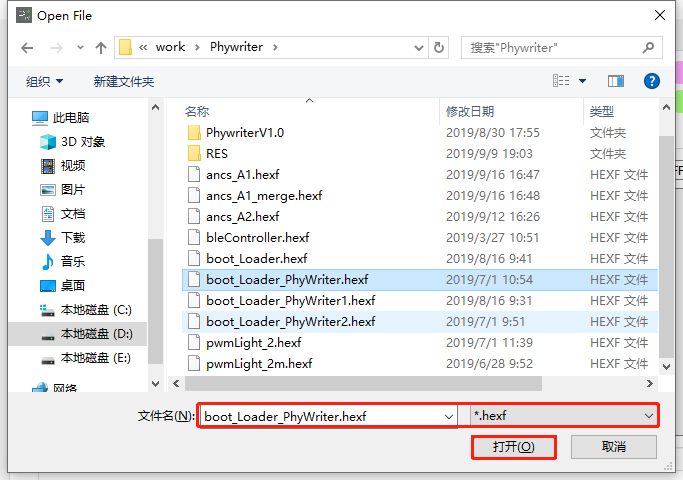 Open File
« work › Phywriter ›
搜索"Phywriter"
组织 新建文件夹 ?
名称 修改日期 类型
此电脑
3D 对象
视频
图片
文档
下载
音乐
桌面
本地磁盘 (C:)
本地磁盘 (D:)
本地磁盘 (E:)
网络
PhywriterV1.0 2019/8/30 17:55 文件夹
RES 2019/9/9 19:03 文件夹
ancs_A1.hexf 2019/9/16 16:47 HEXF 文件
ancs_A1_merge.hexf 2019/9/16 16:48 HEXF 文件
ancs_A2.hexf 2019/9/12 16:26 HEXF 文件
bleController.hexf 2019/3/27 10:51 HEXF 文件
boot_Loader.hexf 2019/8/16 9:41 HEXF 文件
boot_Loader_PhyWriter.hexf 2019/7/1 10:54 HEXF 文件
boot_Loader_PhyWriter1.hexf 2019/8/16 9:31 HEXF 文件
boot_Loader_PhyWriter2.hexf 2019/7/1 9:51 HEXF 文件
pwmLight_2.hexf 2019/7/1 11:39 HEXF 文件
pwmLight_2m.hexf 2019/6/28 9:52 HEXF 文件
文件名(N): boot_Loader_PhyWriter.hexf *.hexf
打开(O) 取消